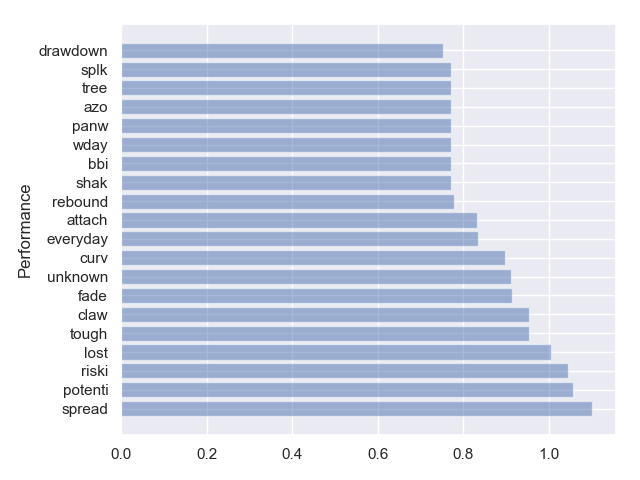 drawdown
splk
tree
azo
panw
wday
bbi
shak
rebound
attach
everyday
curv
unknown
fade
claw
tough
lost
riski
potenti
spread
Performance
0.0 0.2 0.4 0.6 0.8 1.0